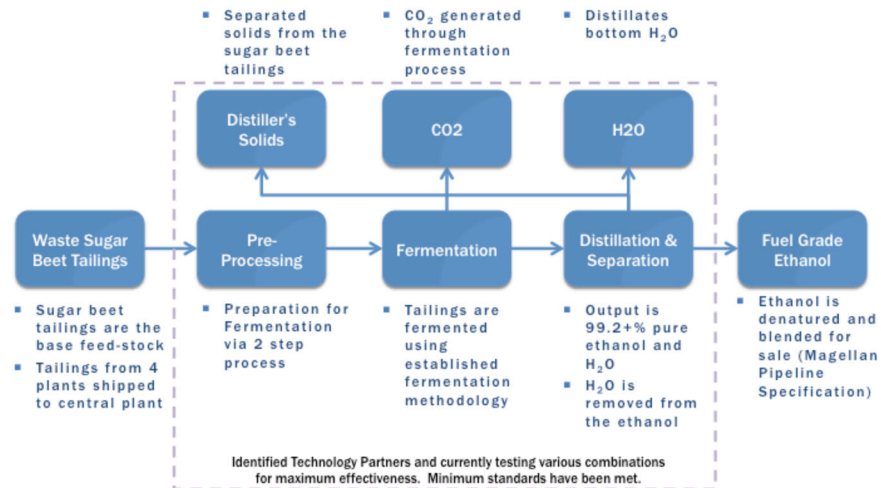 ▪ Separated
solids from the
sugar beet
tailings
▪ CO₂ generated
through
fermentation
process
▪ Distillates
bottom H₂O
Distiller's
Solids
CO2
H2O
Waste Sugar
Beet Tailings
Pre-
Processing
Fermentation
Distillation &
Separation
Fuel Grade
Ethanol
▪ Sugar beet
tailings are the
base feed-stock
▪ Tailings from 4
plants shipped
to central plant
▪ Preparation for
Fermentation
via 2 step
process
▪ Tailings are
fermented
using
established
fermentation
methodology
▪ Output is
99.2+% pure
ethanol and
H₂O
▪ H₂O is
removed from
the ethanol
▪ Ethanol is
denatured and
blended for
sale (Magellan
Pipeline
Specification)
Identified Technology Partners and currently testing various combinations
for maximum effectiveness. Minimum standards have been met.